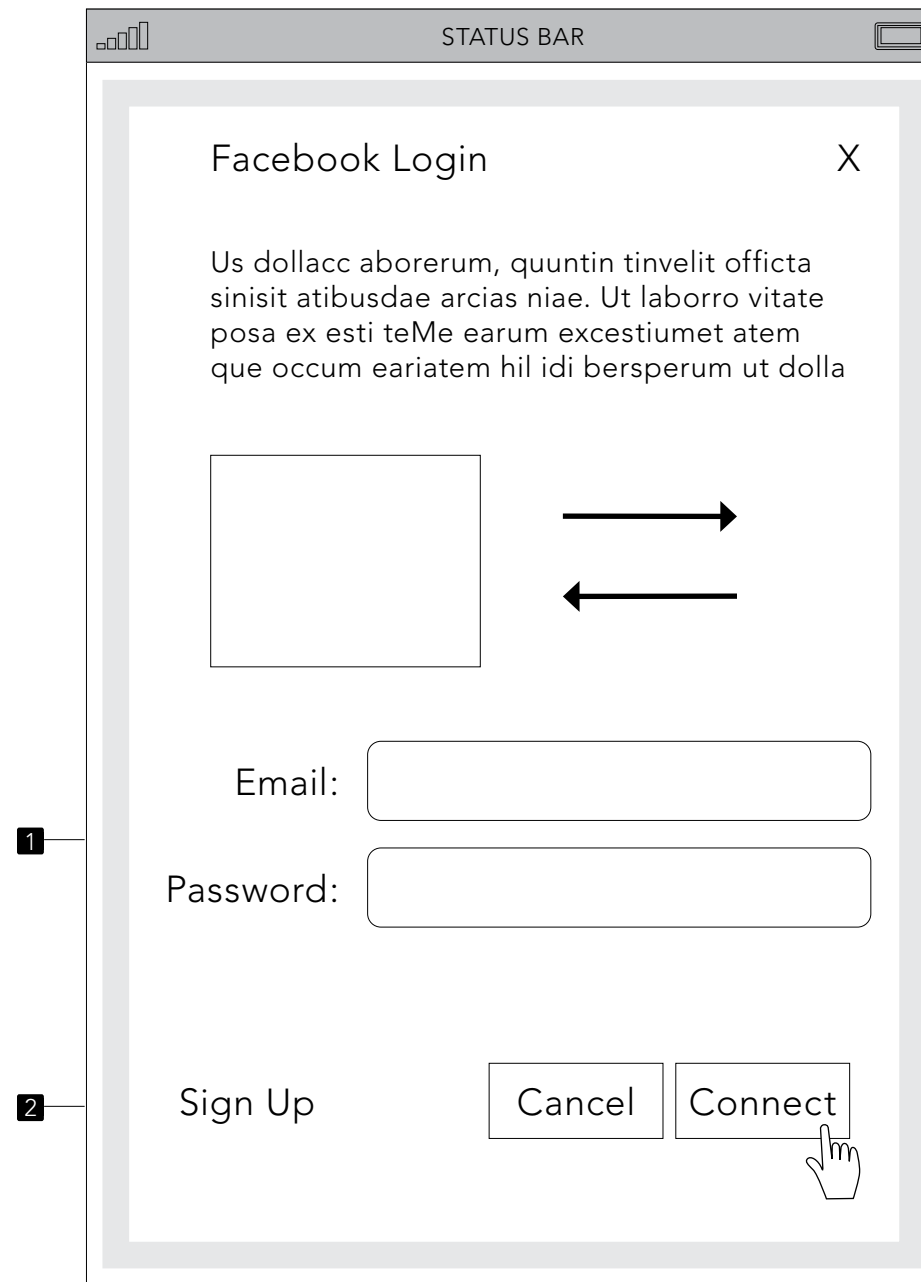 STATUS BAR
Facebook Login X
Us dollacc aborerum, quuntin tinvelit officta
sinisit atibusdae arcias niae. Ut laborro vitate
posa ex esti teMe earum excestiumet atem
que occum eariatem hil idi bersperum ut dolla
Email:
1
Password:
2 Sign Up Cancel Connect